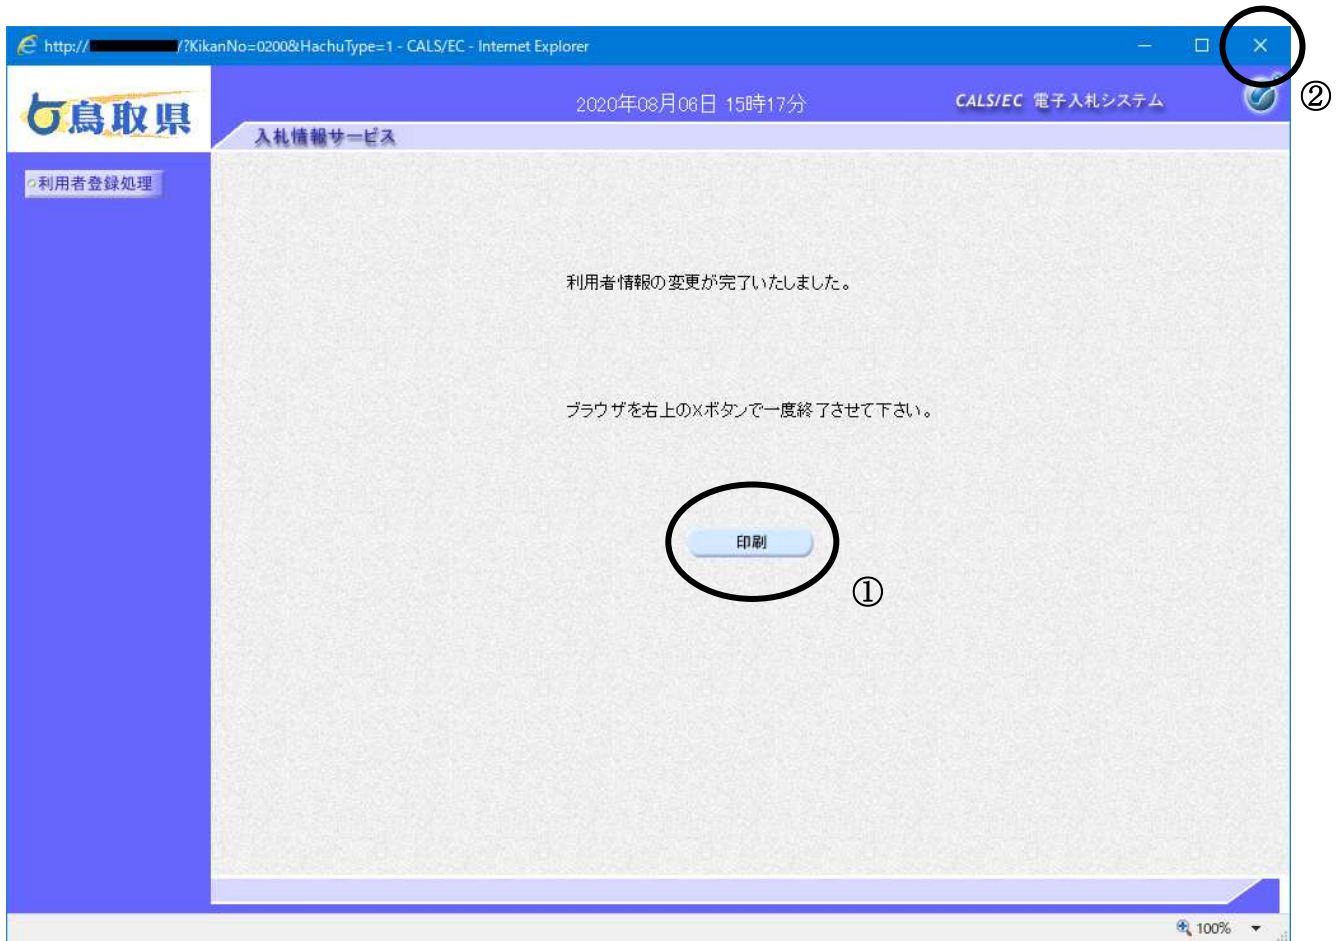 http://
/?KikanNo=0200&HachuType=1 - CALS/EC - Internet Explorer
②
鳥取県
2020年08月06日 15時17分
CALS/EC 電子入札システム
入札情報サービス
利用者登録処理
利用者情報の変更が完了いたしました。
ブラウザを右上の×ボタンで一度終了させて下さい。
印刷
①
100%